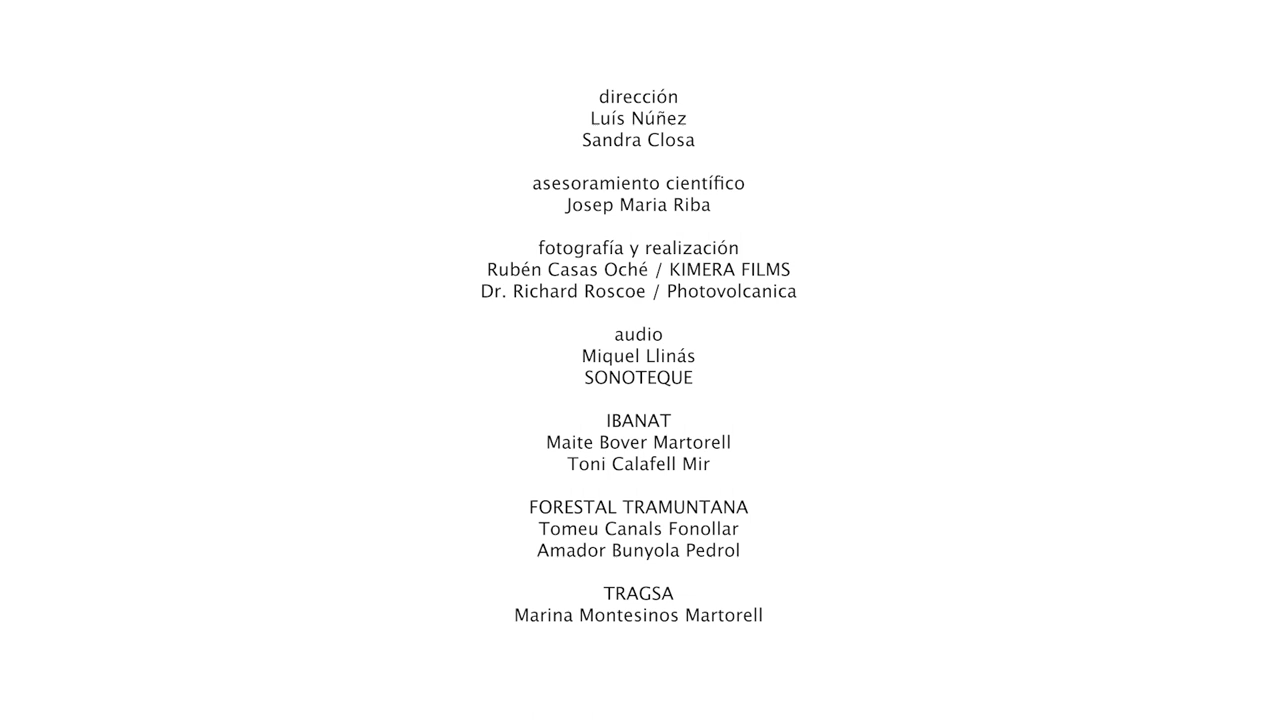 dirección
Luís Núñez
Sandra Closa
asesoramiento científico
Josep Maria Riba
fotografía y realización
Rubén Casas Oché / KIMERA FILMS
Dr. Richard Roscoe / Photovolcanica
audio
Miquel Llinás
SONOTEQUE
IBANAT
Maite Bover Martorell
Toni Calafell Mir
FORESTAL TRAMUNTANA
Tomeu Canals Fonollar
Amador Bunyola Pedrol
TRAGSA
Marina Montesinos Martorell